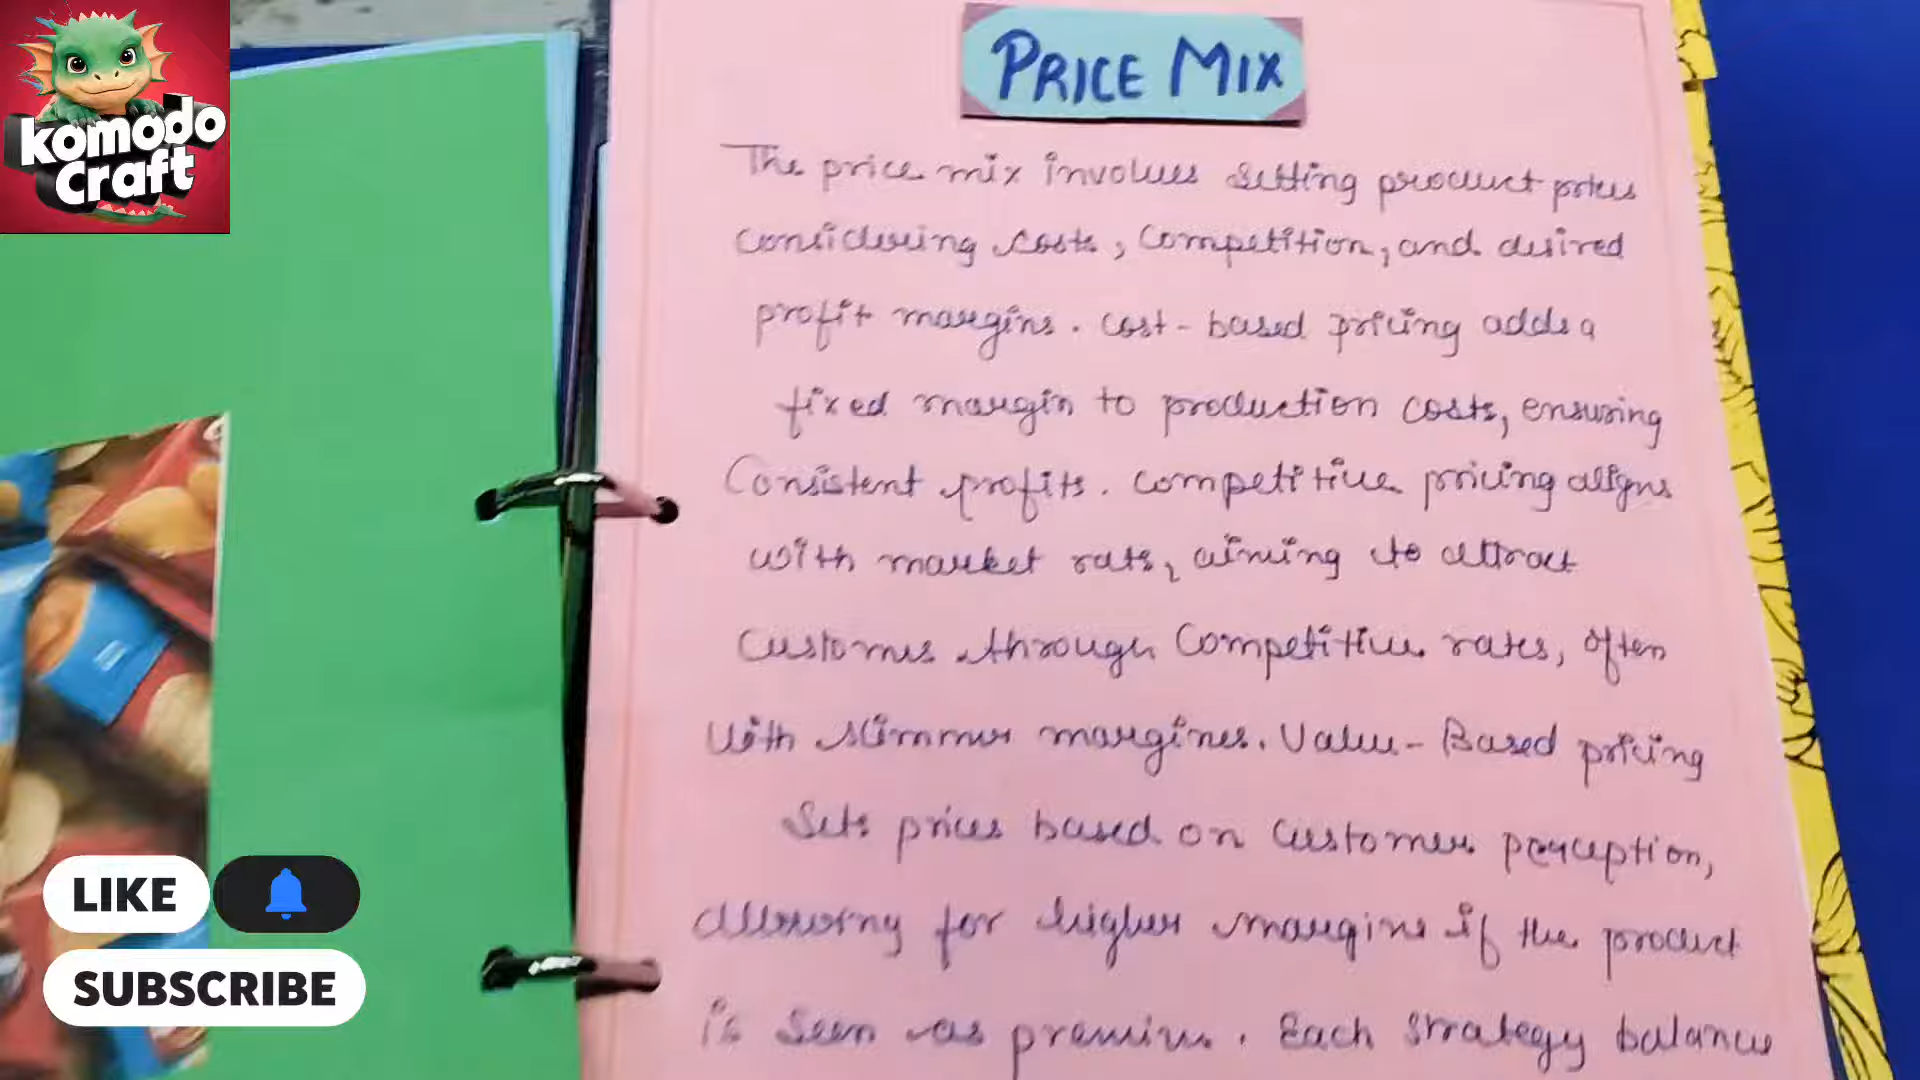 komodo
Craft
PRICE MIX
The price mix involves setting product prices
considering costs, competition, and desired
profit margins. cost-based pricing adds a
fixed margin to production costs, ensuring
Consistent profits. competitive pricing aligns
with market rats, aiming to attract
customers through Competitive rates, often
with slimmer margines. Value-Based pricing
Sets prices based on customer perception,
allowing for higher margins if the product
is seen as premium. Each strategy balance
LIKE
SUBSCRIBE